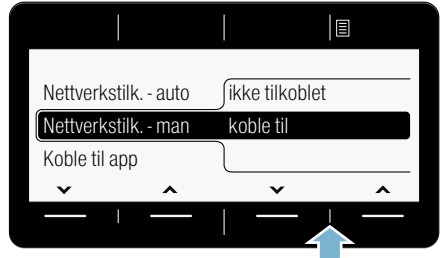 Nettverkstilk. - auto ikke tilkoblet
Nettverkstilk. - man koble til
Koble til app